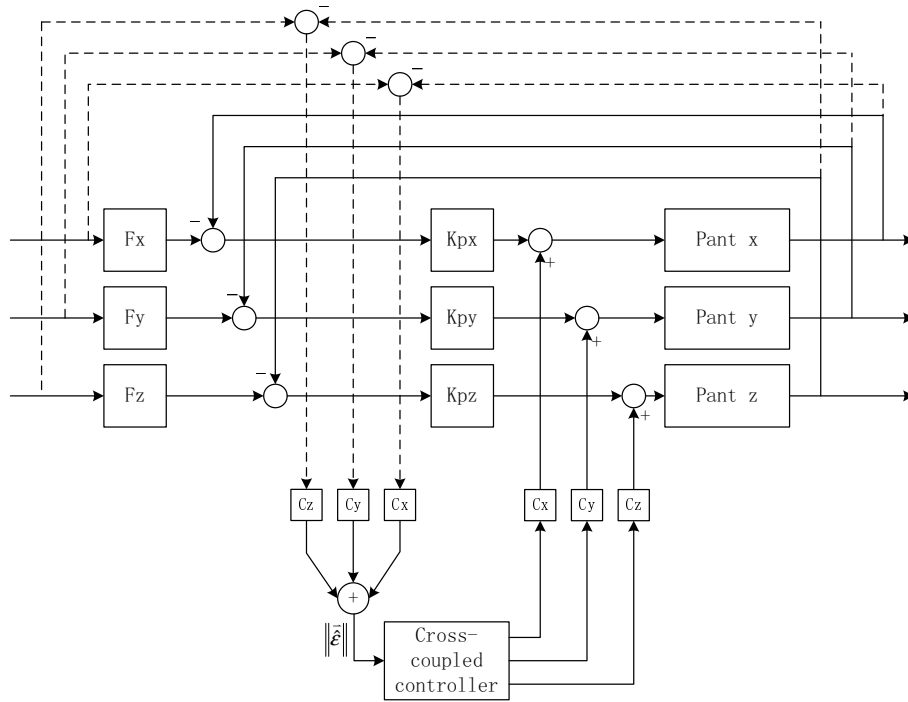 −
−
−
−
Fx
Kpx
Pant x
+
−
Fy
Kpy
Pant y
+
−
Fz
Kpz
Pant z
+
Cz
Cy
Cx
Cx
Cy
Cz
+
‖ε̂‖
Cross-
coupled
controller